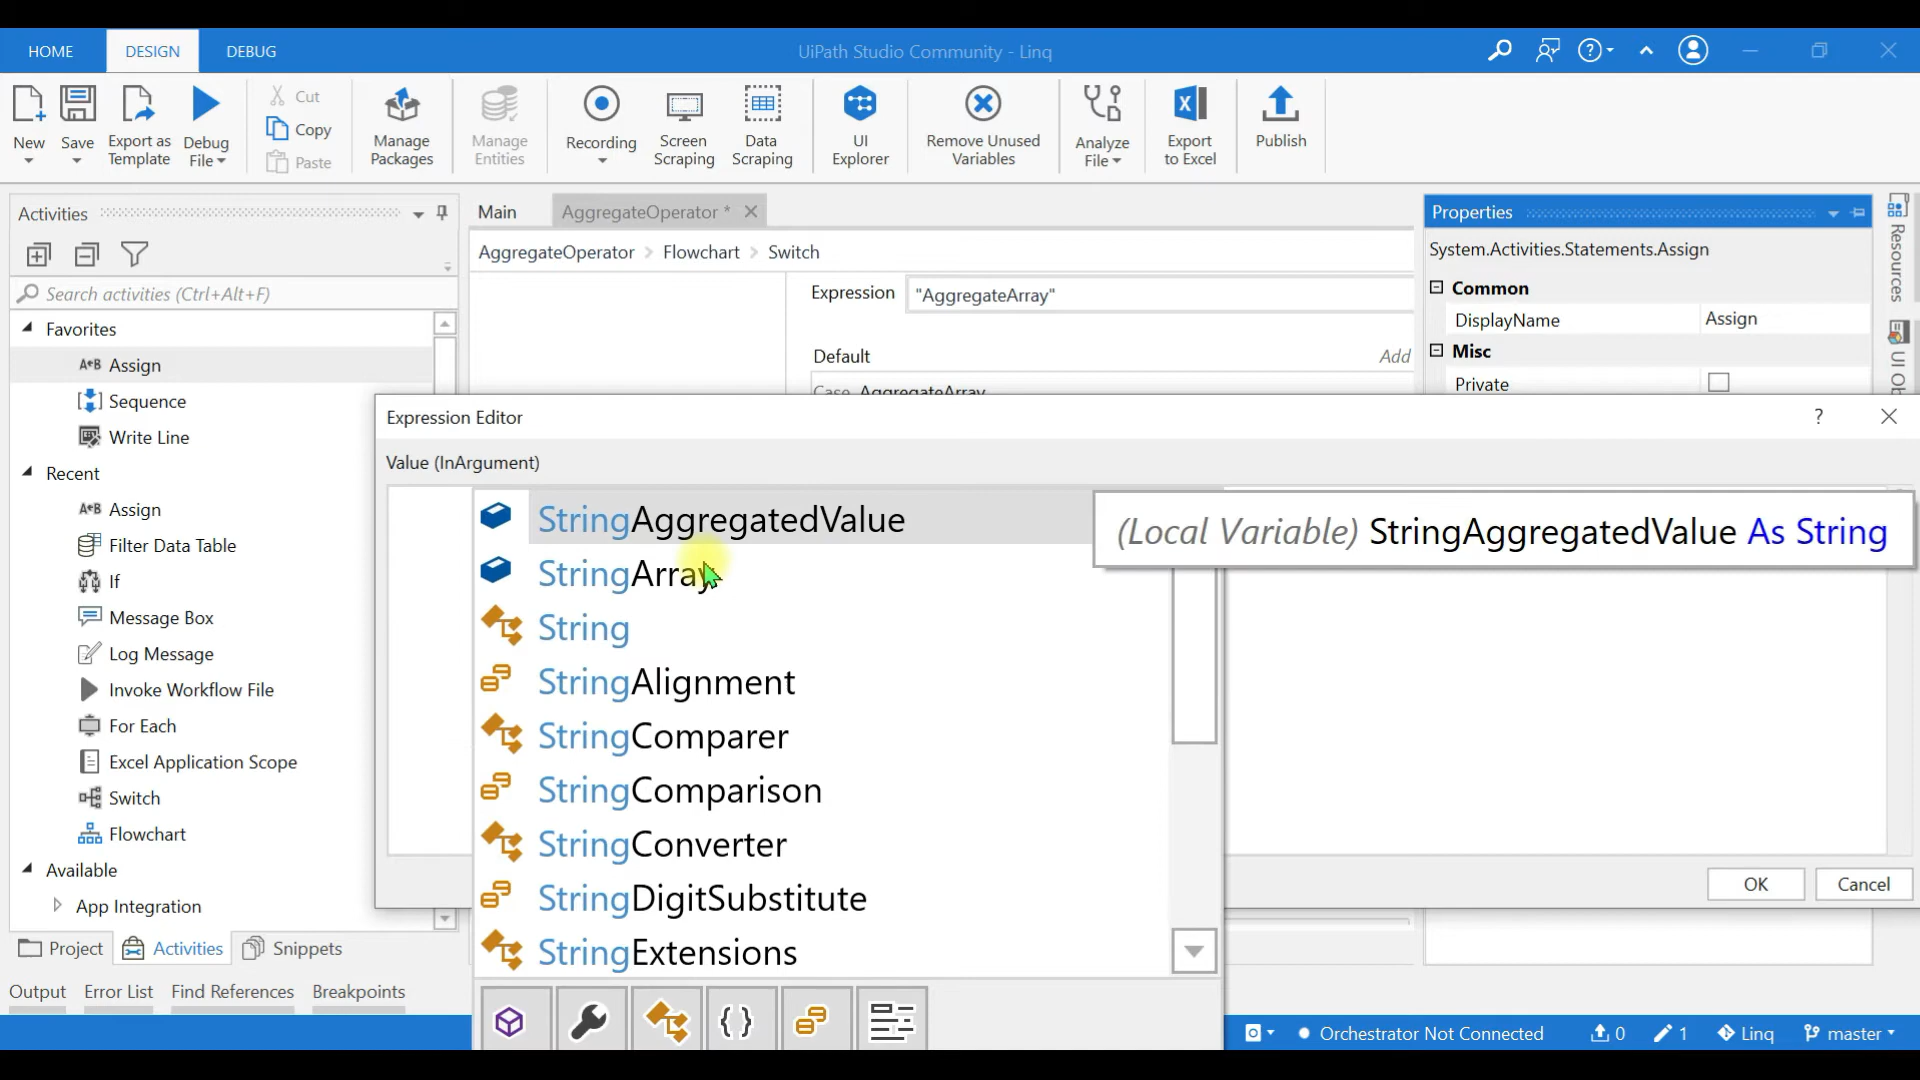 HOME
DESIGN
DEBUG
UiPath Studio Community - Linq
New
Save
Export as
Template
Debug
File
Cut
Copy
Paste
Manage
Packages
Manage
Entities
Recording
Screen
Scraping
Data
Scraping
UI
Explorer
Remove Unused
Variables
Analyze
File
Export
to Excel
Publish
Activities
Search activities (Ctrl+Alt+F)
Favorites
Assign
Sequence
Write Line
Recent
Assign
Filter Data Table
If
Message Box
Log Message
Invoke Workflow File
For Each
Excel Application Scope
Switch
Flowchart
Available
App Integration
Project
Activities
Snippets
Main
AggregateOperator *
AggregateOperator > Flowchart > Switch
Expression
"AggregateArray"
Default
Add
Case AggregateArray
Properties
System.Activities.Statements.Assign
Common
DisplayName
Assign
Misc
Private
Resources
UI Ob
Expression Editor
?
Value (InArgument)
StringAggregatedValue
StringArray
String
StringAlignment
StringComparer
StringComparison
StringConverter
StringDigitSubstitute
StringExtensions
(Local Variable) StringAggregatedValue As String
OK
Cancel
Output
Error List
Find References
Breakpoints
Orchestrator Not Connected
0
1
Linq
master